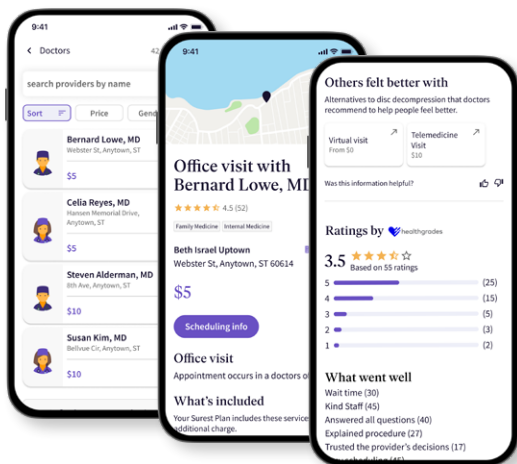 9:41
Doctors
42
search providers by name
Sort
Price
Gend
Bernard Lowe, MD
Webster St, Anytown, ST
$5
Celia Reyes, MD
Hansen Memorial Drive,
Anytown, ST
$5
Steven Alderman, MD
8th Ave, Anytown, ST
$10
Susan Kim, MD
Bellvue Cir, Anytown, ST
$10
9:41
Office visit with
Bernard Lowe, MD
4.5 (52)
Family Medicine Internal Medicine
Beth Israel Uptown
Webster St, Anytown, ST 60614
$5
Scheduling info
Office visit
Appointment occurs in a doctors of
What's included
Your Surest Plan includes these service
additional charge.
Others felt better with
Alternatives to disc decompression that doctors
recommend to help people feel better.
Virtual visit
From $0
Telemedicine
Visit
$10
Was this information helpful?
Ratings by healthgrades
3.5
Based on 55 ratings
5 (25)
4 (15)
3 (5)
2 (3)
1 (2)
What went well
Wait time (30)
Kind Staff (45)
Answered all questions (40)
Explained procedure (27)
Trusted the provider's decisions (17)
scheduling (45)